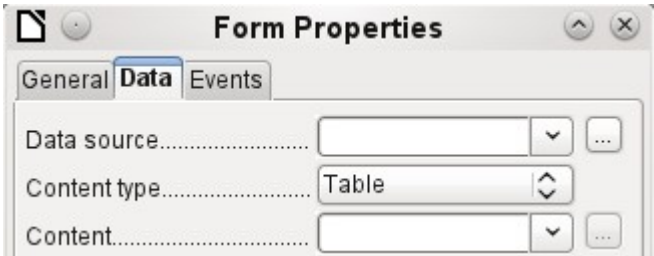 Form Properties
General Data Events
Data source........................ ...
Content type........................ Table
Content............................... ...